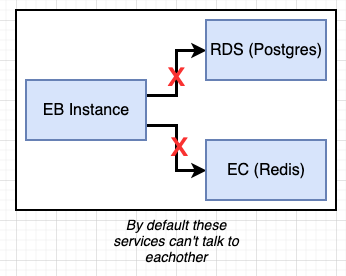 RDS (Postgres)
EB Instance
X
X
EC (Redis)
By default these
services can't talk to
eachother